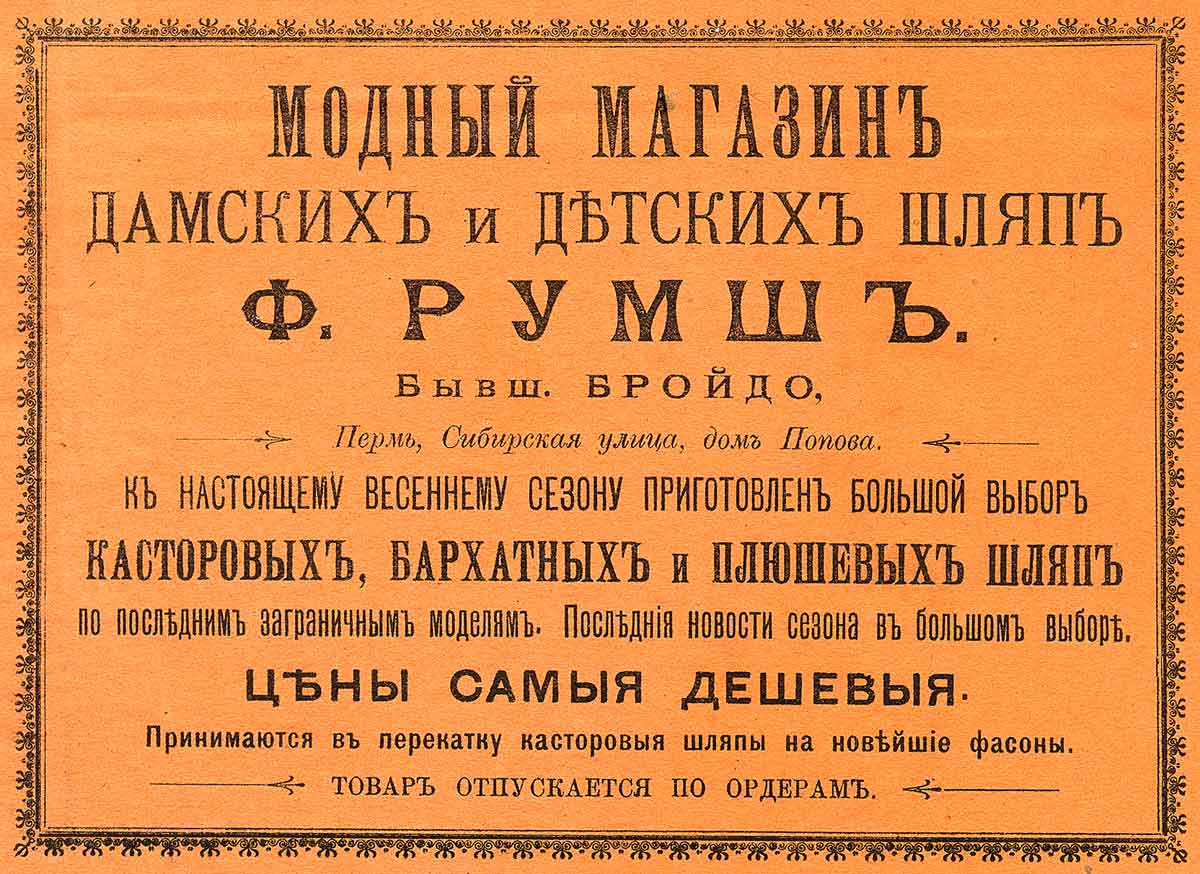 МОДНЫЙ МАГАЗИНЪ
ДАМСКИХЪ и ДѢТСКИХЪ ШЛЯПЪ
Ф. РУМШЪ.
Бывш. БРОЙДО,
Пермь, Сибирская улица, домъ Попова.
КЪ НАСТОЯЩЕМУ ВЕСЕННЕМУ СЕЗОНУ ПРИГОТОВЛЕНЪ БОЛЬШОЙ ВЫБОРЪ
КАСТОРОВЫХЪ, БАРХАТНЫХЪ и ПЛЮШЕВЫХЪ ШЛЯПЪ
по послѣднимъ заграничнымъ моделямъ. Послѣднія новости сезона въ большомъ выборѣ.
ЦѢНЫ САМЫЯ ДЕШЕВЫЯ.
Принимаются въ перекатку касторовыя шляпы на новѣйшіе фасоны.
ТОВАРЪ ОТПУСКАЕТСЯ ПО ОРДЕРАМЪ.